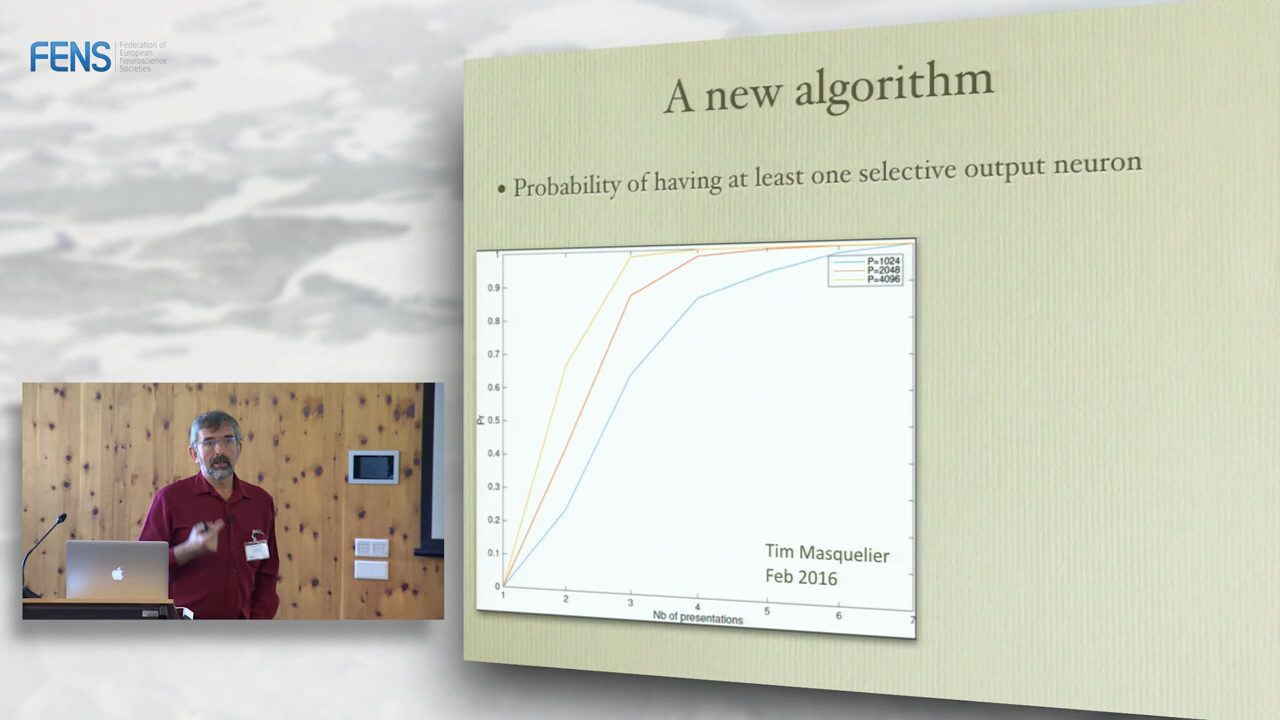 FENS
Federation of
European
Neuroscience
Societies
A new algorithm
• Probability of having at least one selective output neuron
P=1024
P=2048
P=4096
1
0.9
0.8
0.7
0.6
0.5
0.4
0.3
0.2
0.1
0
Pr
1 2 3 4 5 6 7
Nb of presentations
Tim Masquelier
Feb 2016